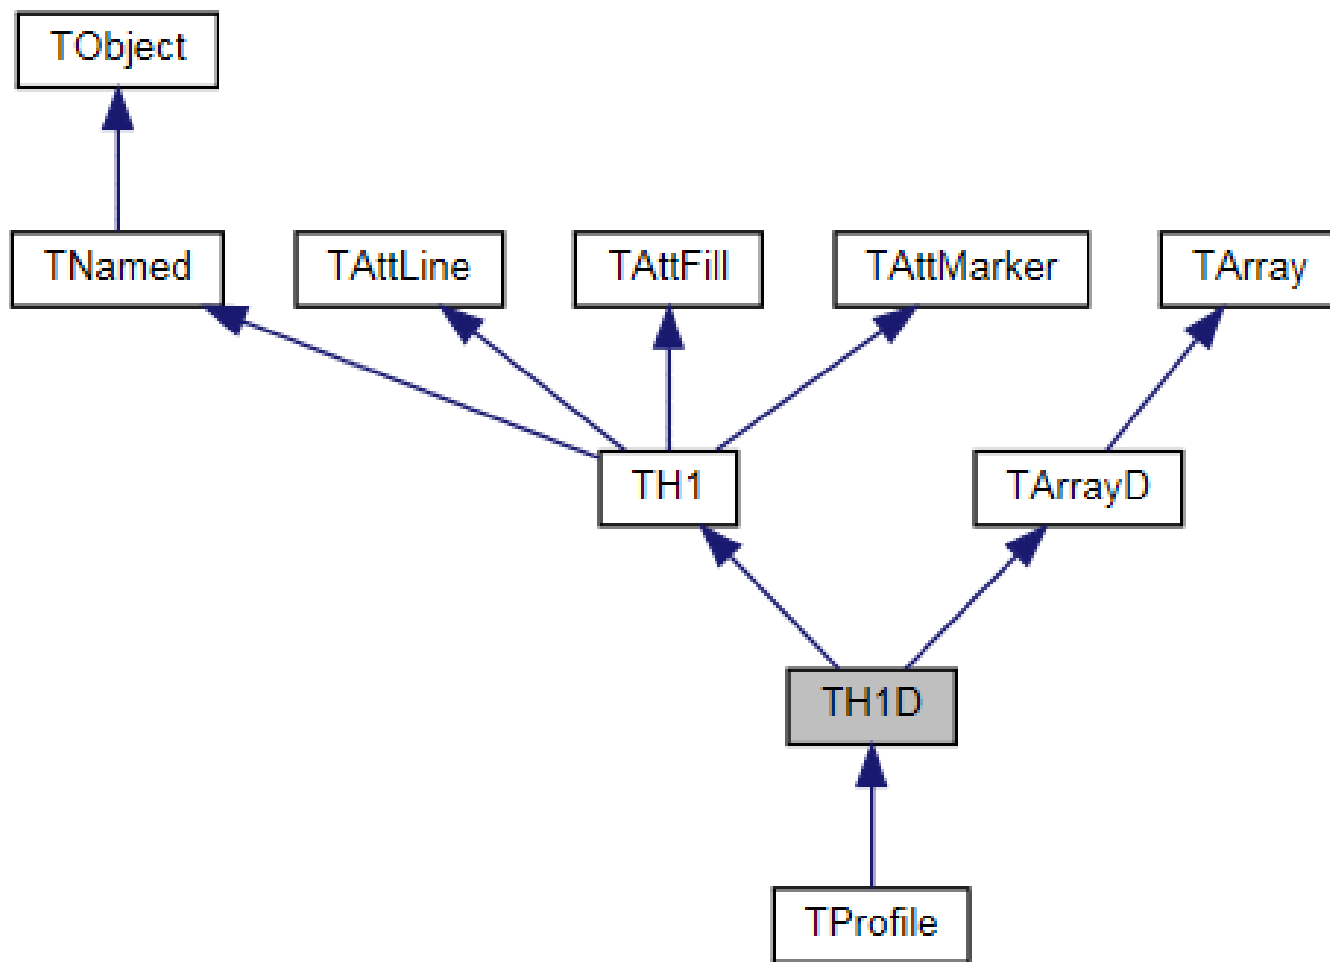 TObject
TNamed
TAttLine
TAttFill
TAttMarker
TArray
TH1
TArrayD
TH1D
TProfile